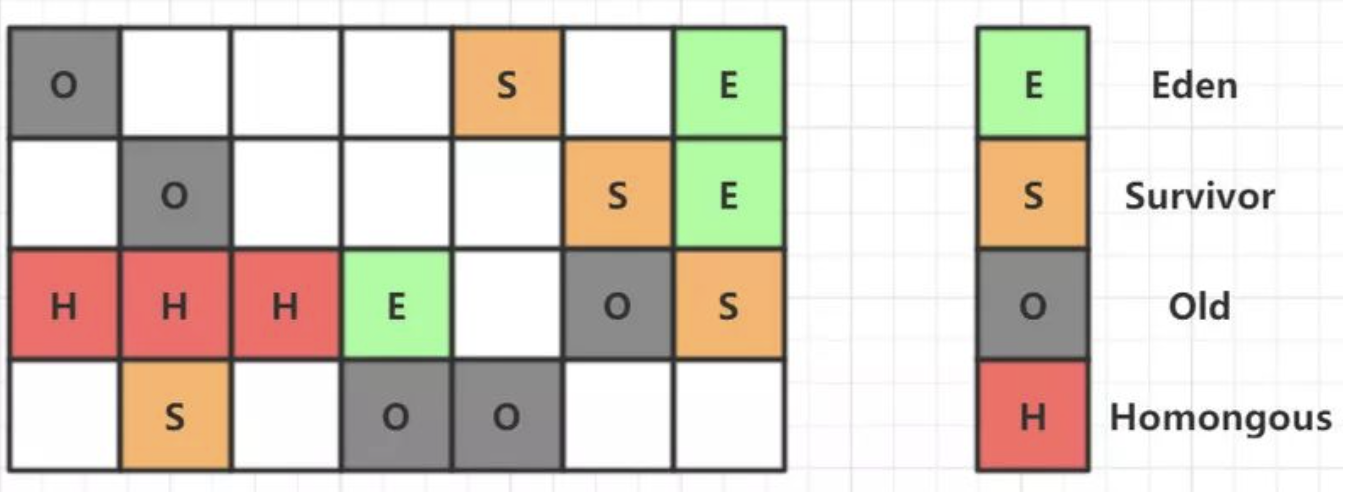 O S E
O S E
H H H E O S
S O O
E Eden
S Survivor
O Old
H Homongous